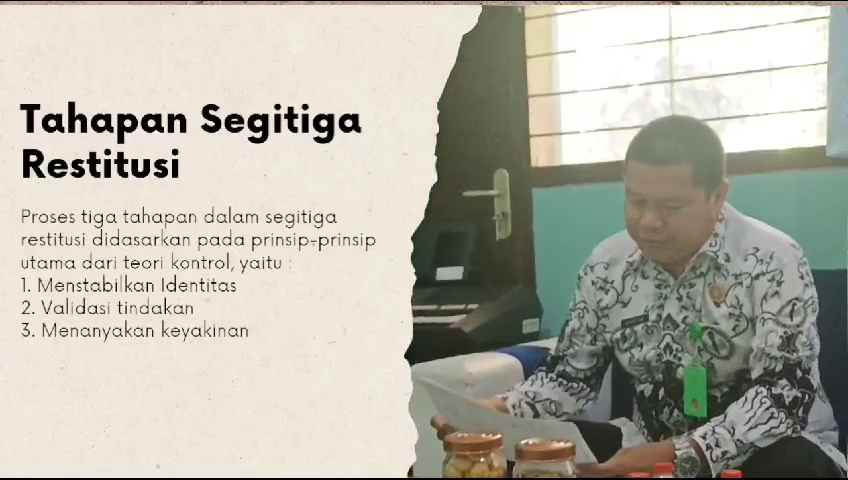 Tahapan Segitiga
Restitusi
Proses tiga tahapan dalam segitiga
restitusi didasarkan pada prinsip-prinsip
utama dari teori kontrol, yaitu :
1. Menstabilkan Identitas
2. Validasi tindakan
3. Menanyakan keyakinan